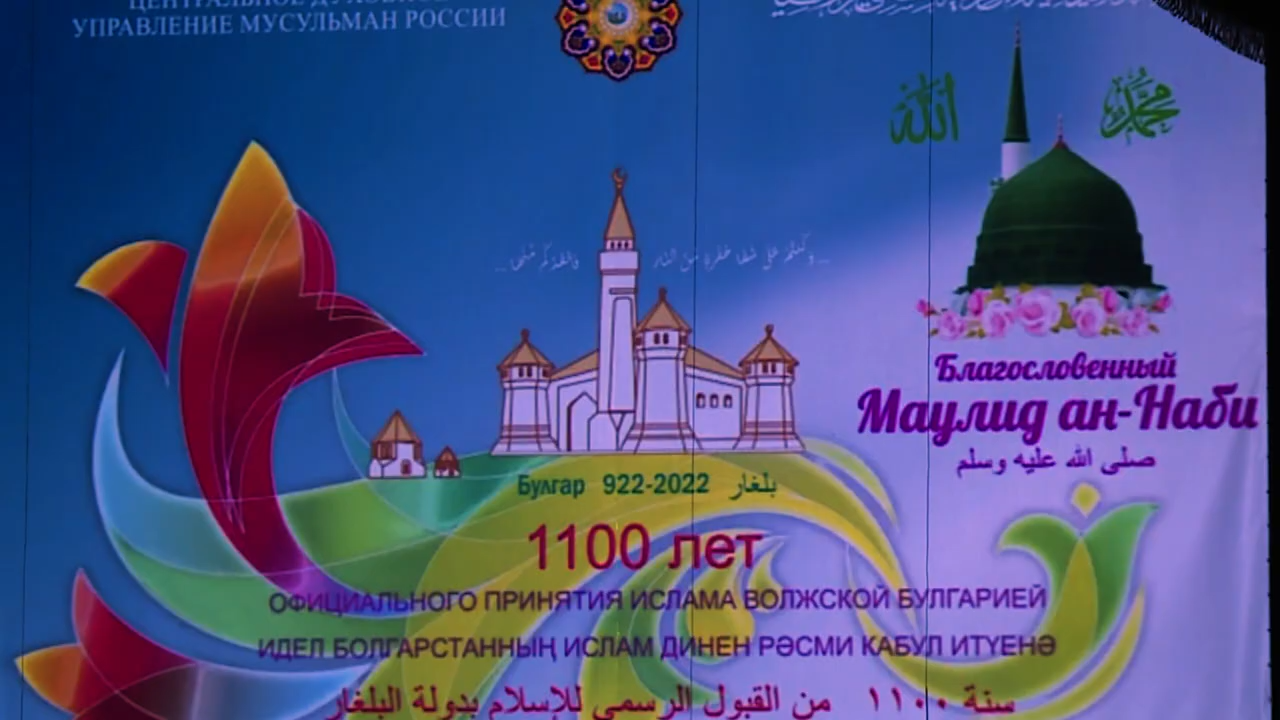 ЦЕНТРАЛЬНОЕ ДУХОВНОЕ
УПРАВЛЕНИЕ МУСУЛЬМАН РОССИИ
الله
محمد
Благословенный
Маулид ан-Наби
صلى الله عليه وسلم
Булгар 922-2022 بلغار
1100 лет
ОФИЦИАЛЬНОГО ПРИНЯТИЯ ИСЛАМА ВОЛЖСКОЙ БУЛГАРИЕЙ
ИДЕЛ БОЛГАРСТАННЫҢ ИСЛАМ ДИНЕН РӘСМИ КАБУЛ ИТҮЕНӘ
سنة ١١٠٠ من القبول الرسمي للإسلام بدولة البلغار